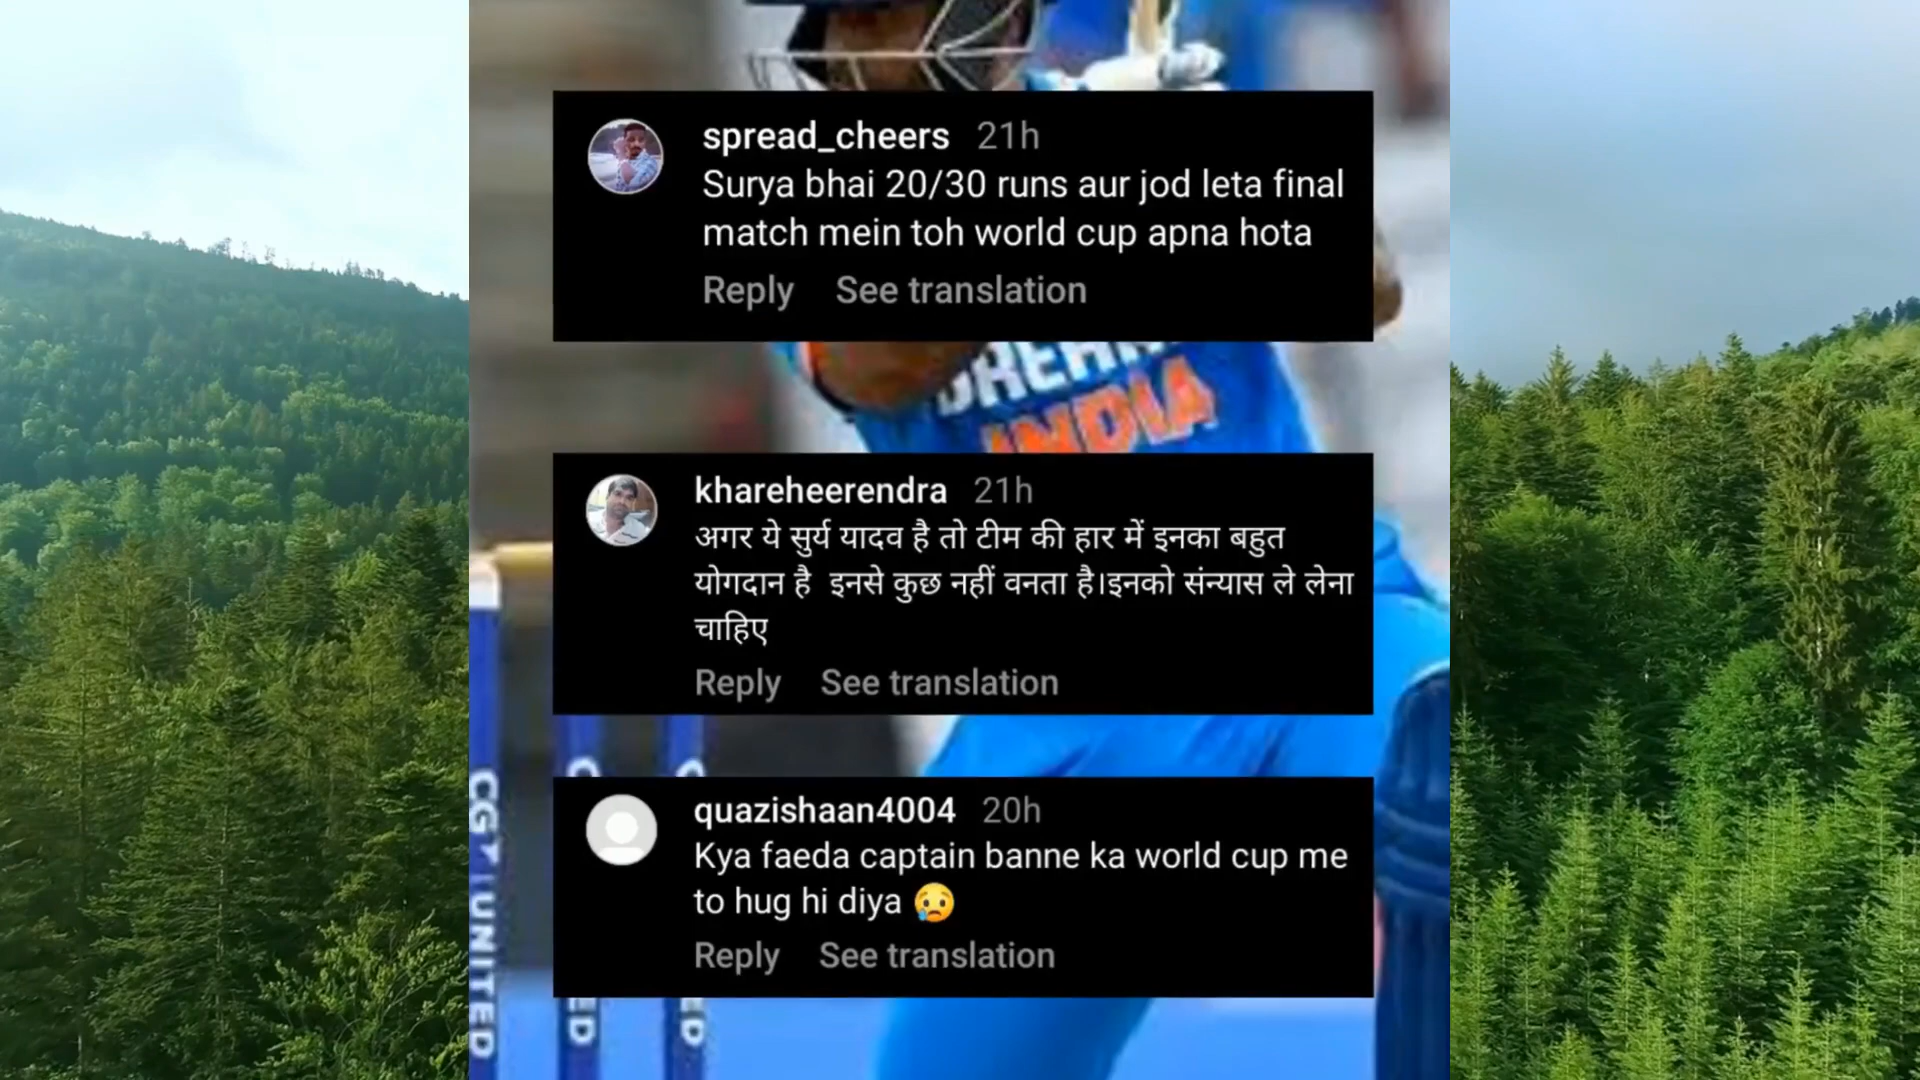 spread_cheers 21h
Surya bhai 20/30 runs aur jod leta final
match mein toh world cup apna hota
Reply See translation
INDIA
khareheerendra 21h
अगर ये सुर्य यादव है तो टीम की हार में इनका बहुत
योगदान है  इनसे कुछ नहीं वनता है।इनको संन्यास ले लेना
चाहिए
Reply See translation
quazishaan4004 20h
Kya faeda captain banne ka world cup me
to hug hi diya 😢
Reply See translation
UNITED